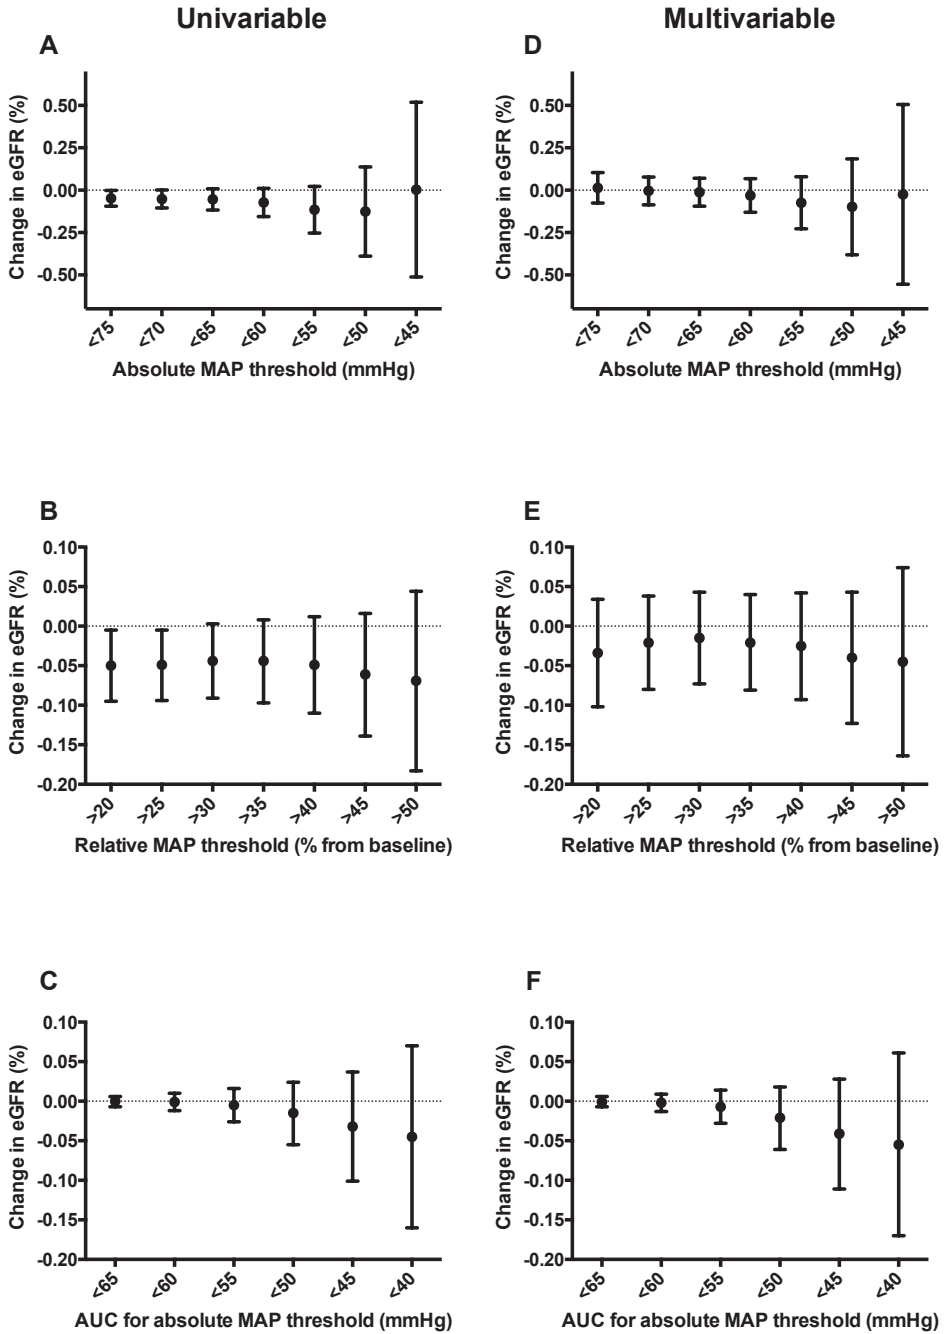 Univariable
Multivariable
A
Change in eGFR (%)
0.50
0.25
0.00
-0.25
-0.50
<75 <70 <65 <60 <55 <50 <45
Absolute MAP threshold (mmHg)
D
Change in eGFR (%)
0.50
0.25
0.00
-0.25
-0.50
<75 <70 <65 <60 <55 <50 <45
Absolute MAP threshold (mmHg)
B
Change in eGFR (%)
0.10
0.05
0.00
-0.05
-0.10
-0.15
-0.20
>20 >25 >30 >35 >40 >45 >50
Relative MAP threshold (% from baseline)
E
Change in eGFR (%)
0.10
0.05
0.00
-0.05
-0.10
-0.15
-0.20
>20 >25 >30 >35 >40 >45 >50
Relative MAP threshold (% from baseline)
C
Change in eGFR (%)
0.10
0.05
0.00
-0.05
-0.10
-0.15
-0.20
<65 <60 <55 <50 <45 <40
AUC for absolute MAP threshold (mmHg)
F
Change in eGFR (%)
0.10
0.05
0.00
-0.05
-0.10
-0.15
-0.20
<65 <60 <55 <50 <45 <40
AUC for absolute MAP threshold (mmHg)